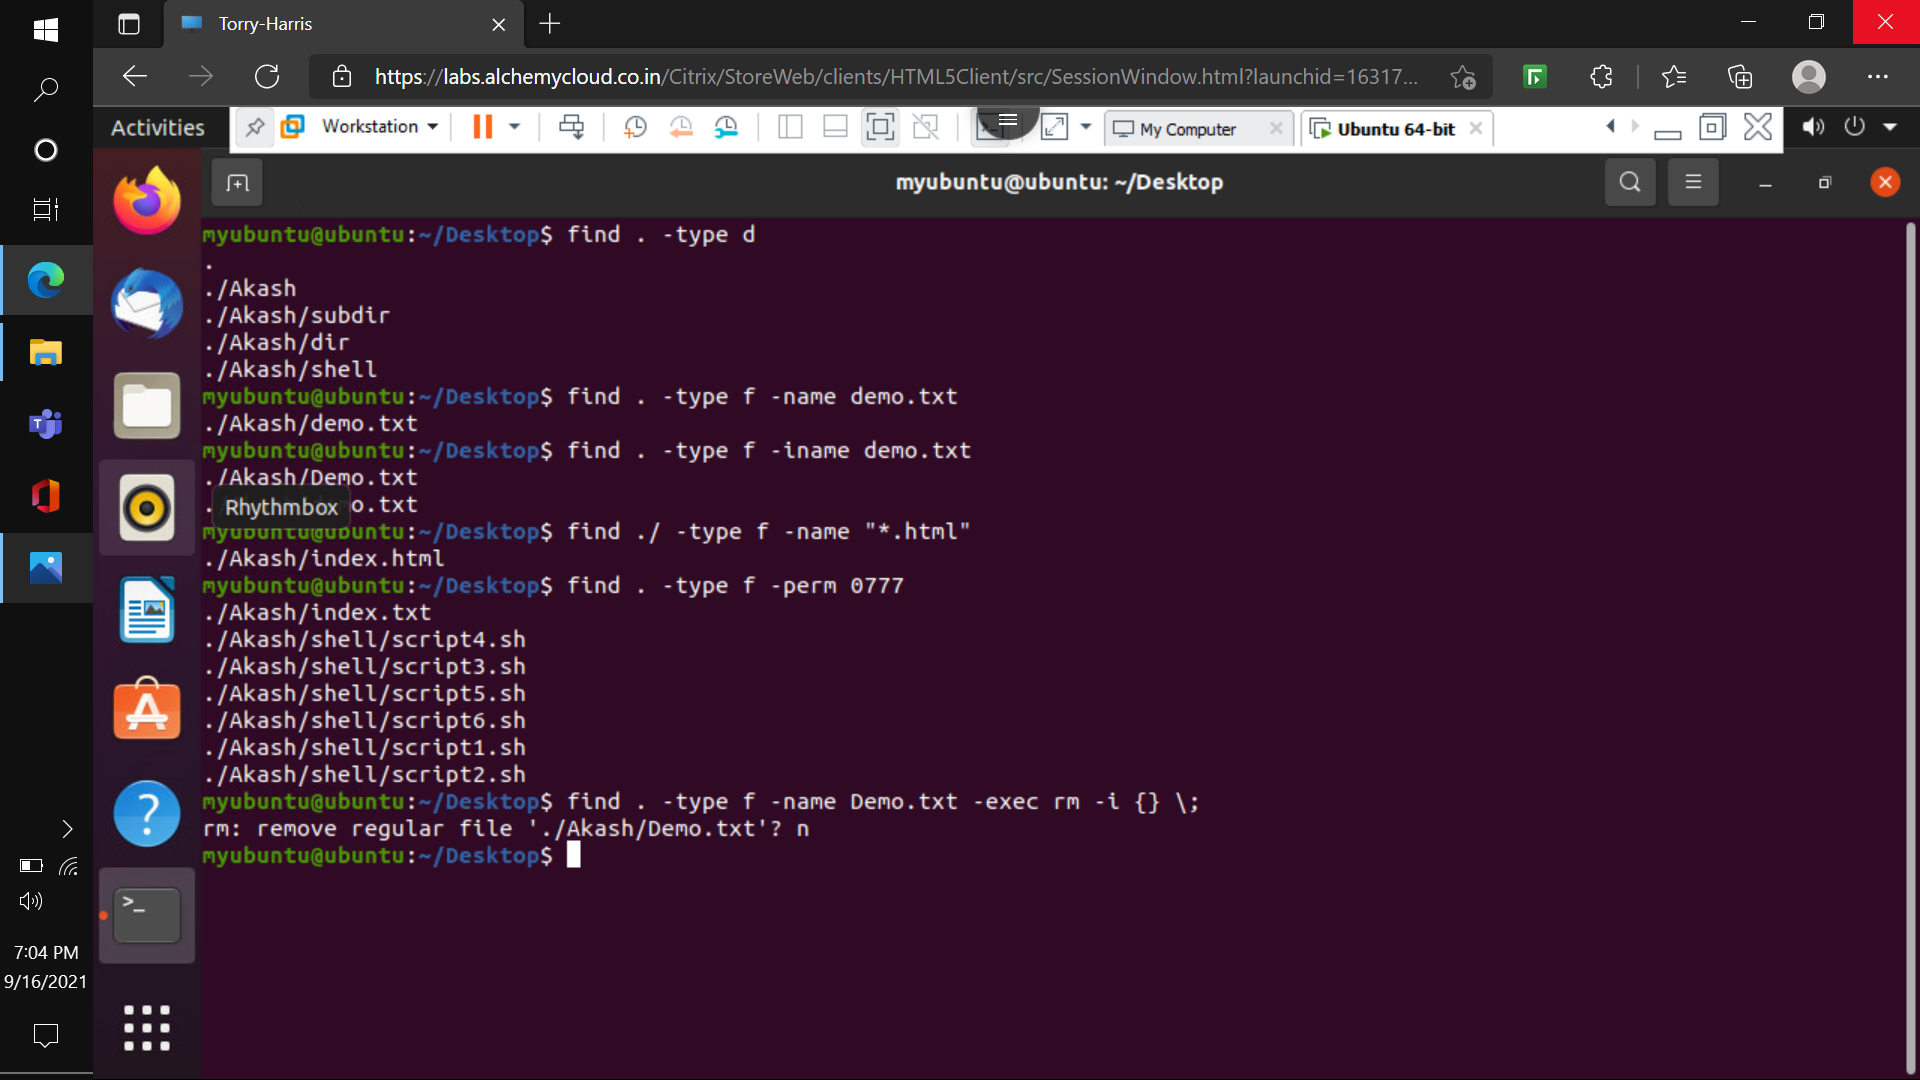 Torry-Harris
https://labs.alchemycloud.co.in/Citrix/StoreWeb/clients/HTML5Client/src/SessionWindow.html?launchid=16317...
Activities
Workstation
My Computer
Ubuntu 64-bit
myubuntu@ubuntu: ~/Desktop
myubuntu@ubuntu:~/Desktop$ find . -type d
.
./Akash
./Akash/subdir
./Akash/dir
./Akash/shell
myubuntu@ubuntu:~/Desktop$ find . -type f -name demo.txt
./Akash/demo.txt
myubuntu@ubuntu:~/Desktop$ find . -type f -iname demo.txt
./Akash/Demo.txt
. o.txt
Rhythmbox
myubuntu@ubuntu:~/Desktop$ find ./ -type f -name "*.html"
./Akash/index.html
myubuntu@ubuntu:~/Desktop$ find . -type f -perm 0777
./Akash/index.txt
./Akash/shell/script4.sh
./Akash/shell/script3.sh
./Akash/shell/script5.sh
./Akash/shell/script6.sh
./Akash/shell/script1.sh
./Akash/shell/script2.sh
myubuntu@ubuntu:~/Desktop$ find . -type f -name Demo.txt -exec rm -i {} \;
rm: remove regular file './Akash/Demo.txt'? n
myubuntu@ubuntu:~/Desktop$
7:04 PM
9/16/2021